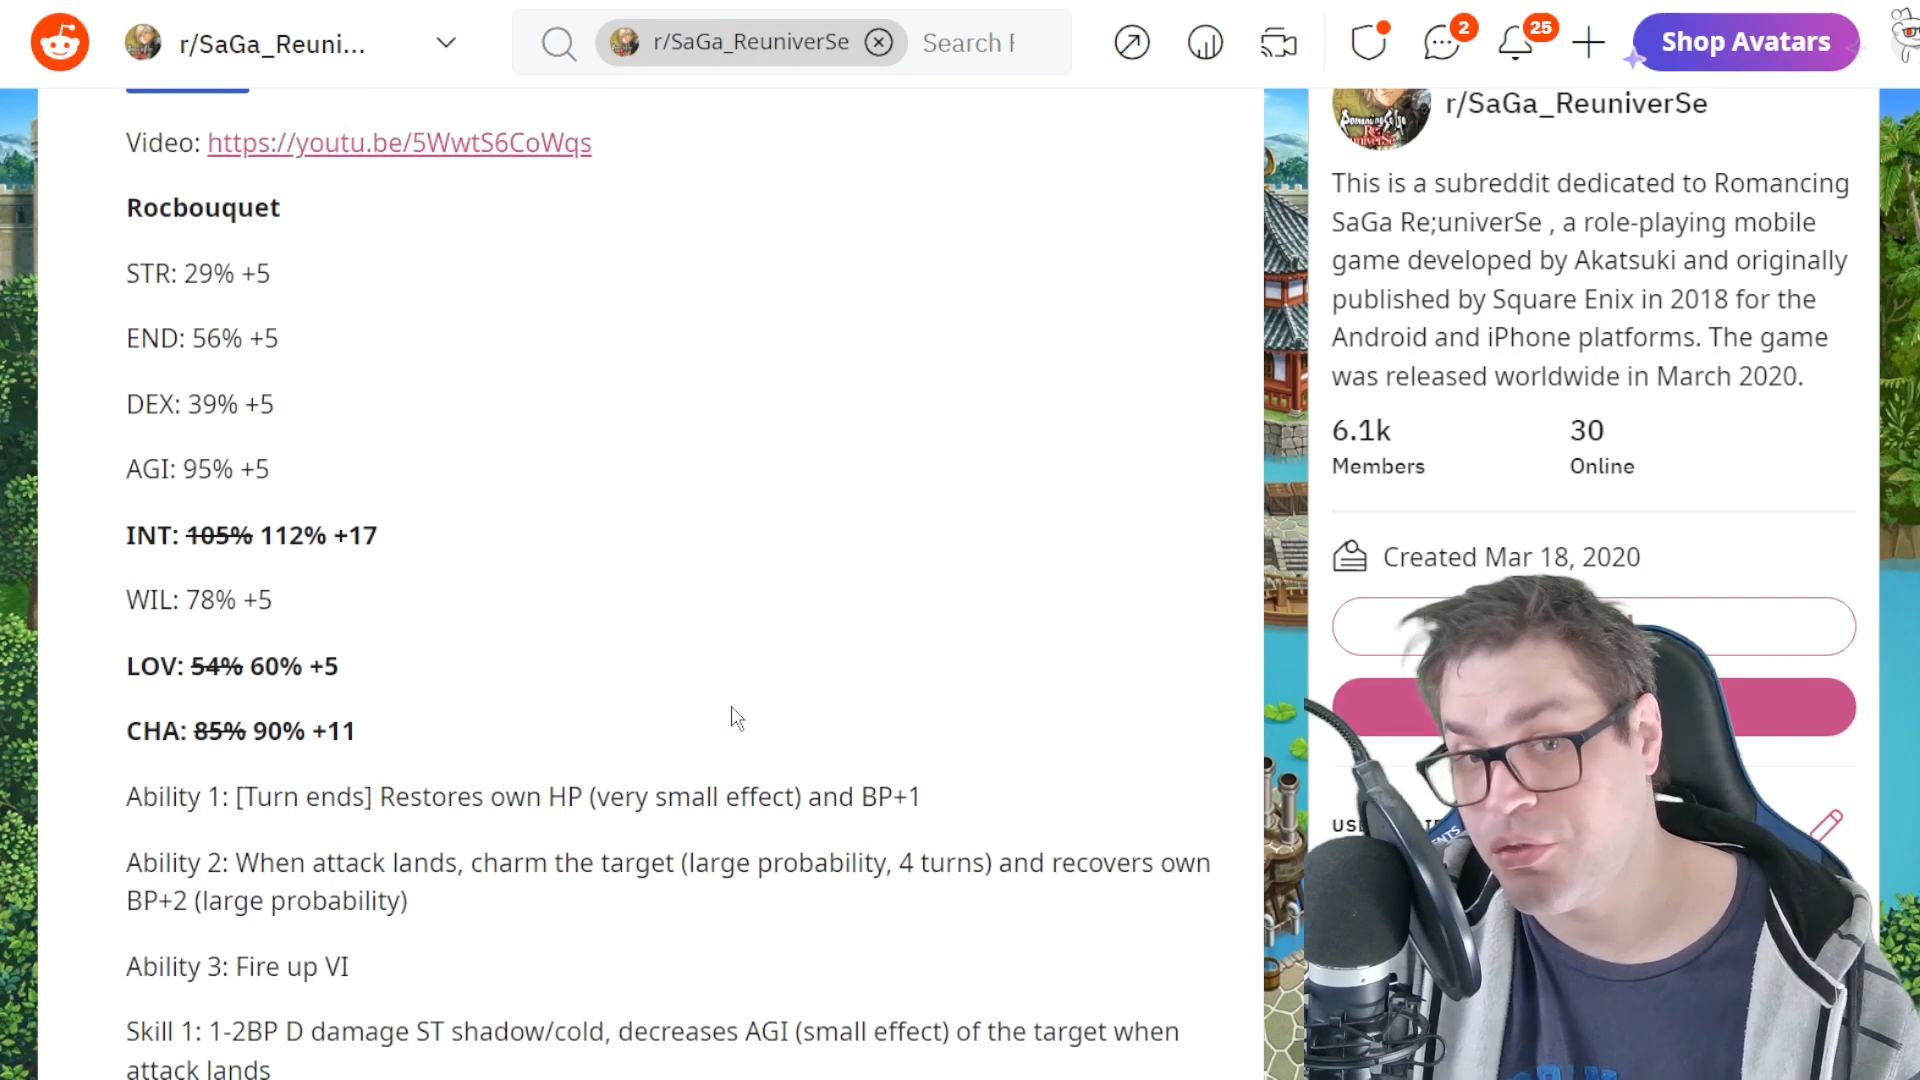 r/SaGa_Reuni...
r/SaGa_ReuniverSe
Search
2
25
Shop Avatars
Video: https://youtu.be/5WwtS6CoWqs
Rocbouquet
STR: 29% +5
END: 56% +5
DEX: 39% +5
AGI: 95% +5
INT: 105% 112% +17
WIL: 78% +5
LOV: 54% 60% +5
CHA: 85% 90% +11
Ability 1: [Turn ends] Restores own HP (very small effect) and BP+1
Ability 2: When attack lands, charm the target (large probability, 4 turns) and recovers own
BP+2 (large probability)
Ability 3: Fire up VI
Skill 1: 1-2BP D damage ST shadow/cold, decreases AGI (small effect) of the target when
attack lands
Romancing SaGa
Re;univerSe
r/SaGa_ReuniverSe
This is a subreddit dedicated to Romancing
SaGa Re;univerSe , a role-playing mobile
game developed by Akatsuki and originally
published by Square Enix in 2018 for the
Android and iPhone platforms. The game
was released worldwide in March 2020.
6.1k
30
Members
Online
Created Mar 18, 2020